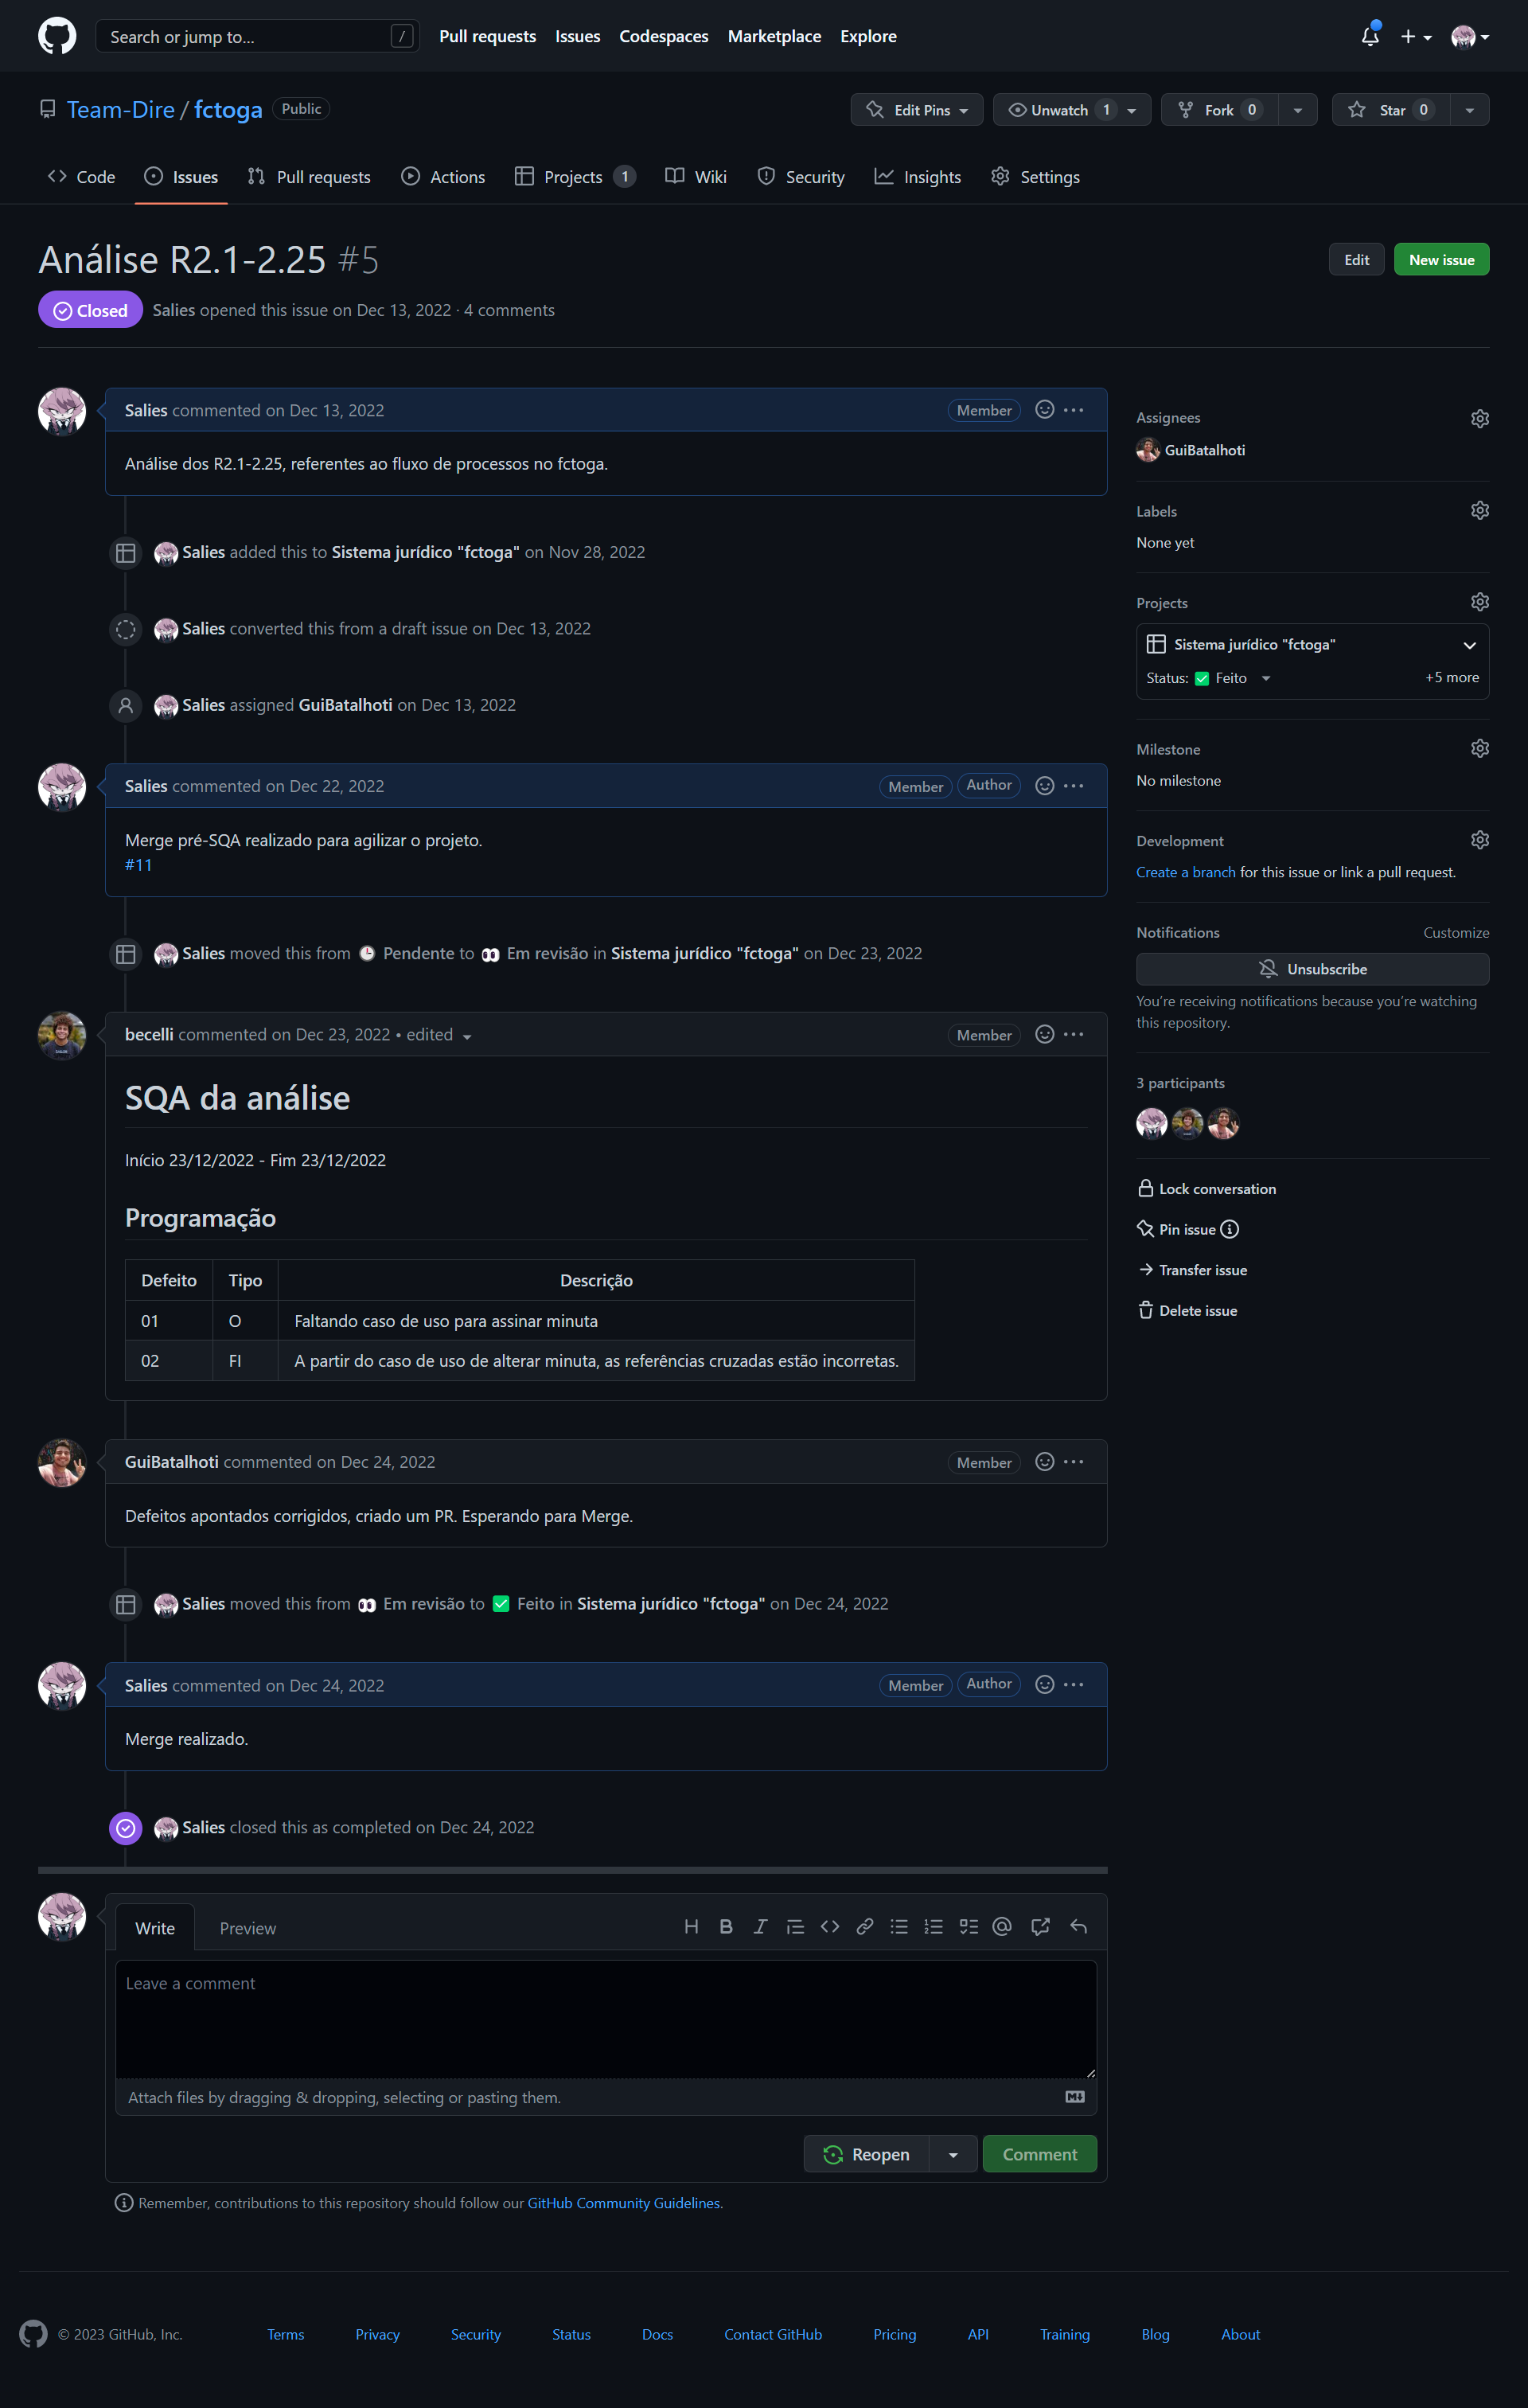 Search or jump to... /
Pull requests Issues Codespaces Marketplace Explore
Team-Dire / fctoga Public
Edit Pins Unwatch 1 Fork 0 Star 0
Code Issues Pull requests Actions Projects 1 Wiki Security Insights Settings
Análise R2.1-2.25 #5
Edit New issue
Closed Salies opened this issue on Dec 13, 2022 · 4 comments
Salies commented on Dec 13, 2022 Member
Análise dos R2.1-2.25, referentes ao fluxo de processos no fctoga.
Salies added this to Sistema jurídico "fctoga" on Nov 28, 2022
Salies converted this from a draft issue on Dec 13, 2022
Salies assigned GuiBatalhoti on Dec 13, 2022
Salies commented on Dec 22, 2022 Member Author
Merge pré-SQA realizado para agilizar o projeto.
#11
Salies moved this from 🕒 Pendente to 👀 Em revisão in Sistema jurídico "fctoga" on Dec 23, 2022
becelli commented on Dec 23, 2022 • edited Member
SQA da análise
Início 23/12/2022 - Fim 23/12/2022
Programação
Defeito Tipo Descrição
01 O Faltando caso de uso para assinar minuta
02 FI A partir do caso de uso de alterar minuta, as referências cruzadas estão incorretas.
GuiBatalhoti commented on Dec 24, 2022 Member
Defeitos apontados corrigidos, criado um PR. Esperando para Merge.
Salies moved this from 👀 Em revisão to ✅ Feito in Sistema jurídico "fctoga" on Dec 24, 2022
Salies commented on Dec 24, 2022 Member Author
Merge realizado.
Salies closed this as completed on Dec 24, 2022
Write Preview
Leave a comment
Attach files by dragging & dropping, selecting or pasting them.
Reopen Comment
Remember, contributions to this repository should follow our GitHub Community Guidelines.
Assignees
GuiBatalhoti
Labels
None yet
Projects
Sistema jurídico "fctoga"
Status: ✅ Feito +5 more
Milestone
No milestone
Development
Create a branch for this issue or link a pull request.
Notifications Customize
Unsubscribe
You're receiving notifications because you're watching
this repository.
3 participants
Lock conversation
Pin issue
Transfer issue
Delete issue
© 2023 GitHub, Inc. Terms Privacy Security Status Docs Contact GitHub Pricing API Training Blog About